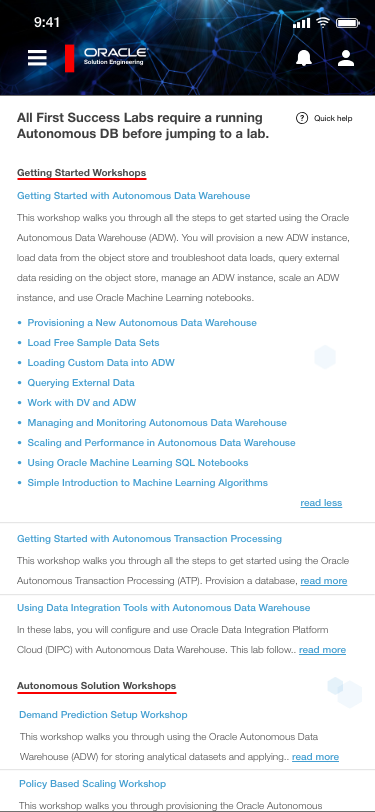 9:41
ORACLE
Solution Engineering
All First Success Labs require a running
Autonomous DB before jumping to a lab.
? Quick help
Getting Started Workshops
Getting Started with Autonomous Data Warehouse
This workshop walks you through all the steps to get started using the Oracle
Autonomous Data Warehouse (ADW). You will provision a new ADW instance,
load data from the object store and troubleshoot data loads, query external
data residing on the object store, manage an ADW instance, scale an ADW
instance, and use Oracle Machine Learning notebooks.
• Provisioning a New Autonomous Data Warehouse
• Load Free Sample Data Sets
• Loading Custom Data into ADW
• Querying External Data
• Work with DV and ADW
• Managing and Monitoring Autonomous Data Warehouse
• Scaling and Performance in Autonomous Data Warehouse
• Using Oracle Machine Learning SQL Notebooks
• Simple Introduction to Machine Learning Algorithms
read less
Getting Started with Autonomous Transaction Processing
This workshop walks you through all the steps to get started using the Oracle
Autonomous Transaction Processing (ATP). Provision a database, read more
Using Data Integration Tools with Autonomous Data Warehouse
In these labs, you will configure and use Oracle Data Integration Platform
Cloud (DIPC) with Autonomous Data Warehouse. This lab follow.. read more
Autonomous Solution Workshops
Demand Prediction Setup Workshop
This workshop walks you through using the Oracle Autonomous Data
Warehouse (ADW) for storing analytical datasets and applying.. read more
Policy Based Scaling Workshop
This workshop walks you through provisioning the Oracle Autonomous